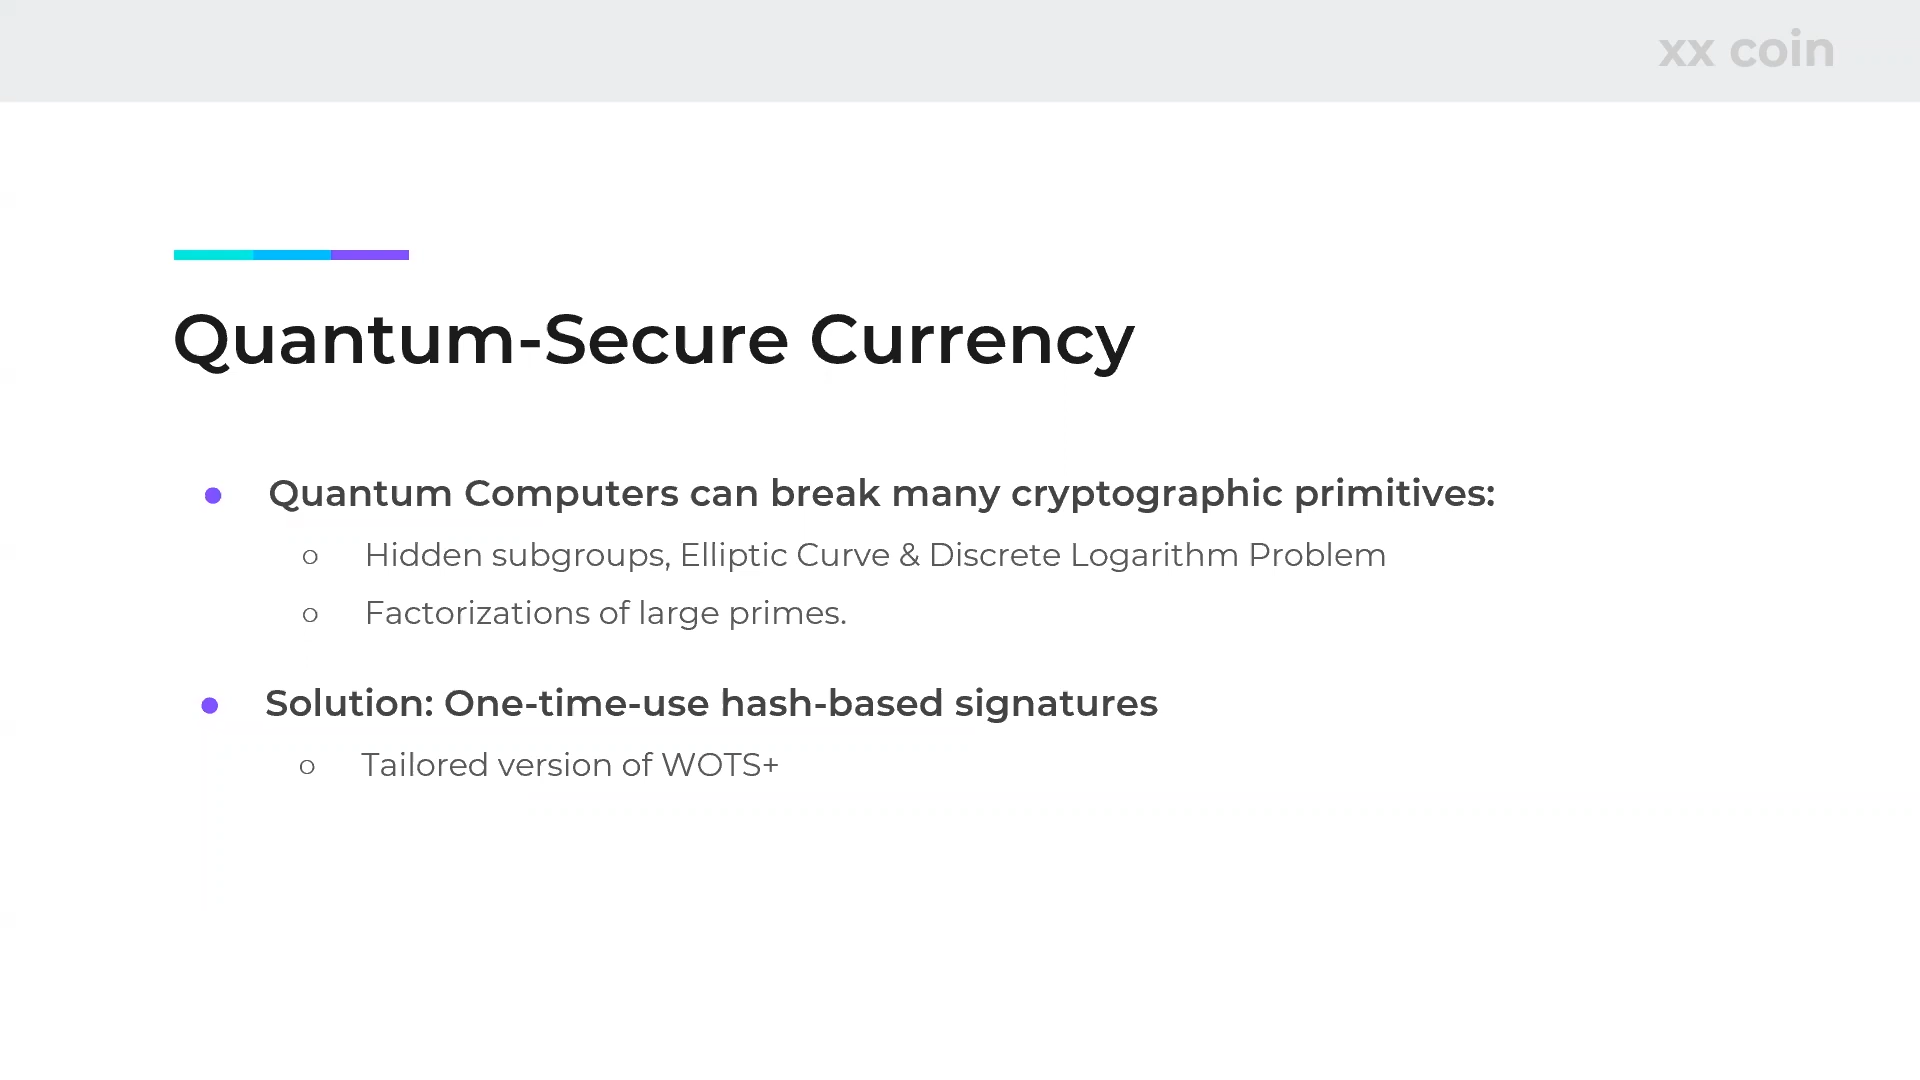 xx coin
Quantum-Secure Currency
● Quantum Computers can break many cryptographic primitives:
○ Hidden subgroups, Elliptic Curve & Discrete Logarithm Problem
○ Factorizations of large primes.
● Solution: One-time-use hash-based signatures
○ Tailored version of WOTS+